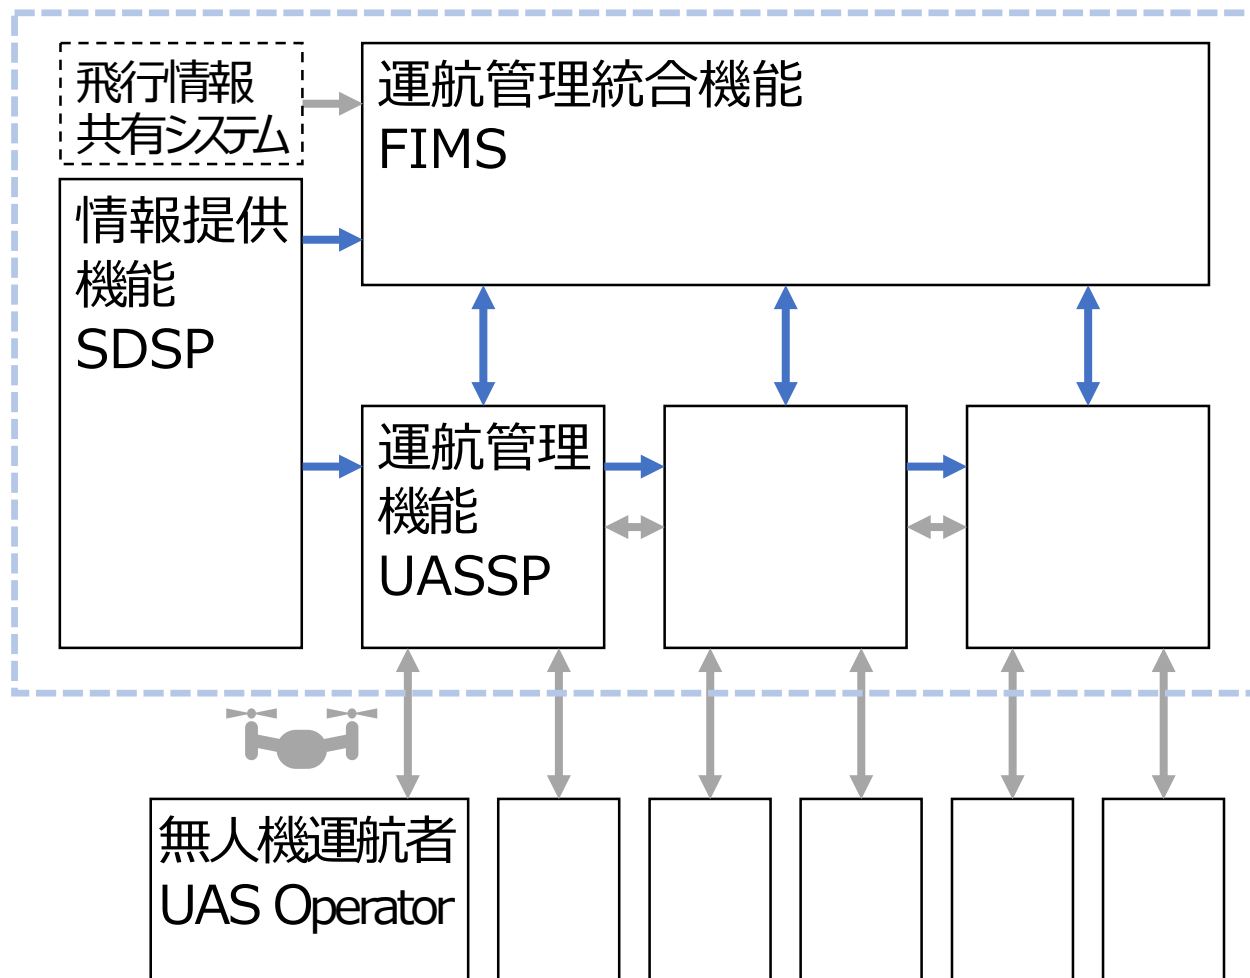 飛行情報
共有システム
運航管理統合機能
FIMS
情報提供
機能
SDSP
運航管理
機能
UASSP
無人機運航者
UAS Operator